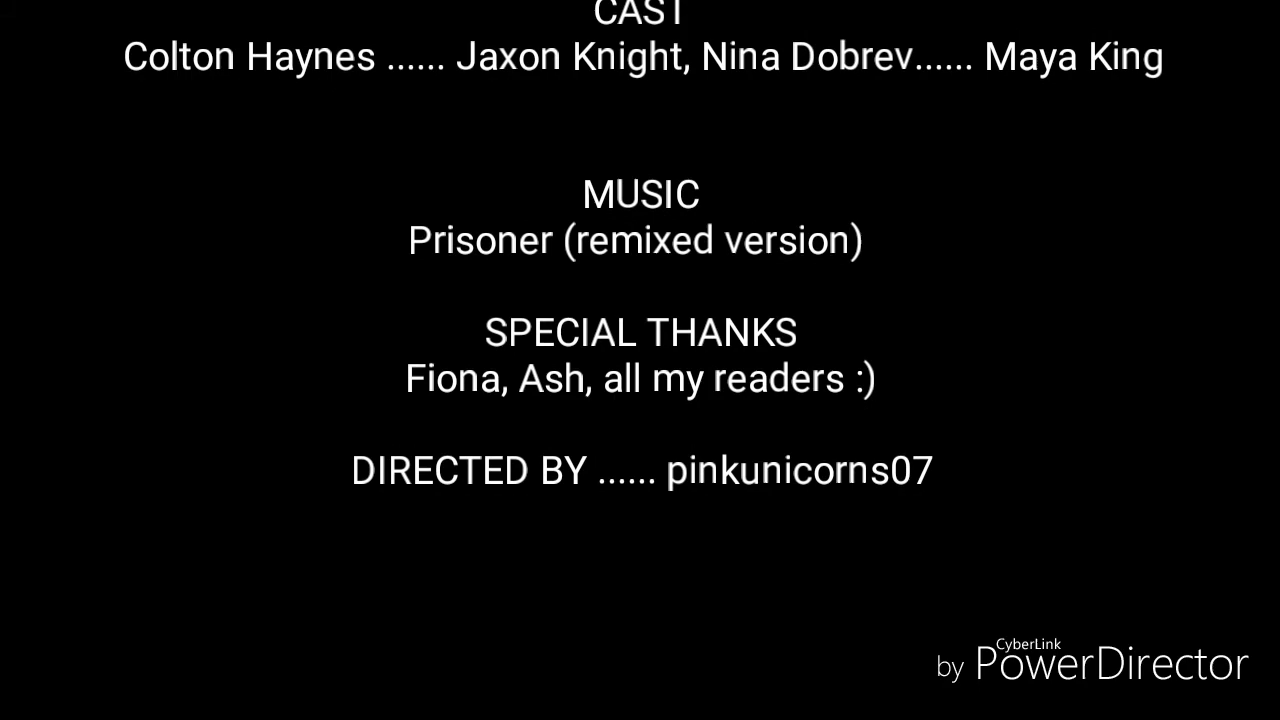 CAST
Colton Haynes ...... Jaxon Knight, Nina Dobrev...... Maya King
MUSIC
Prisoner (remixed version)
SPECIAL THANKS
Fiona, Ash, all my readers :)
DIRECTED BY ...... pinkunicorns07
CyberLink
by PowerDirector